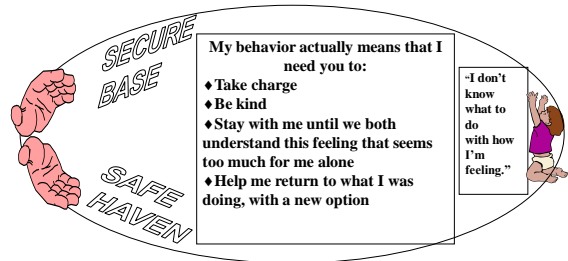 SECURE
BASE
SAFE
HAVEN
My behavior actually means that I
need you to:
♦Take charge
♦Be kind
♦Stay with me until we both
understand this feeling that seems
too much for me alone
♦Help me return to what I was
doing, with a new option
“I don’t
know
what to
do
with how
I’m
feeling.”